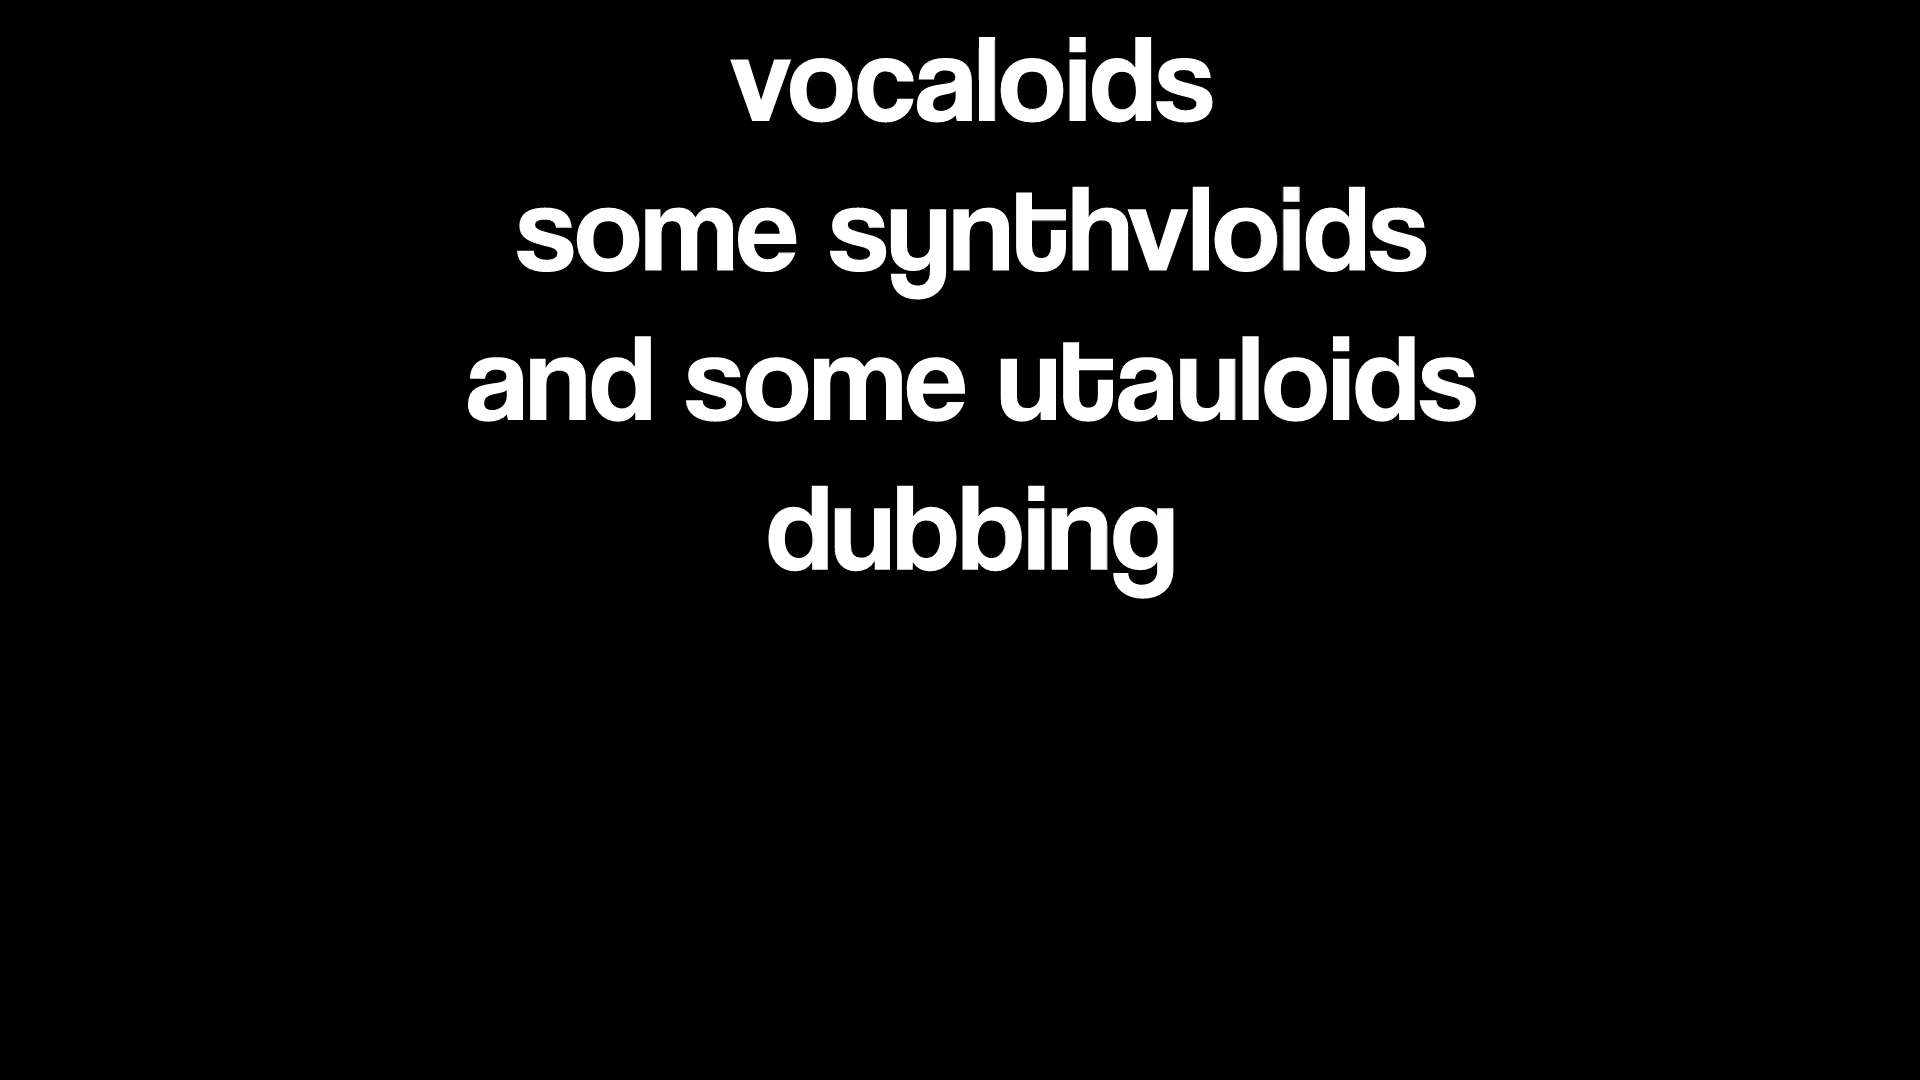 vocaloids
some synthvloids
and some utauloids
dubbing